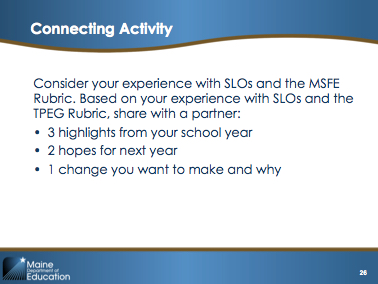 Connecting Activity
Consider your experience with SLOs and the MSFE
Rubric. Based on your experience with SLOs and the
TPEG Rubric, share with a partner:
• 3 highlights from your school year
• 2 hopes for next year
• 1 change you want to make and why
Maine
Department of
Education
26